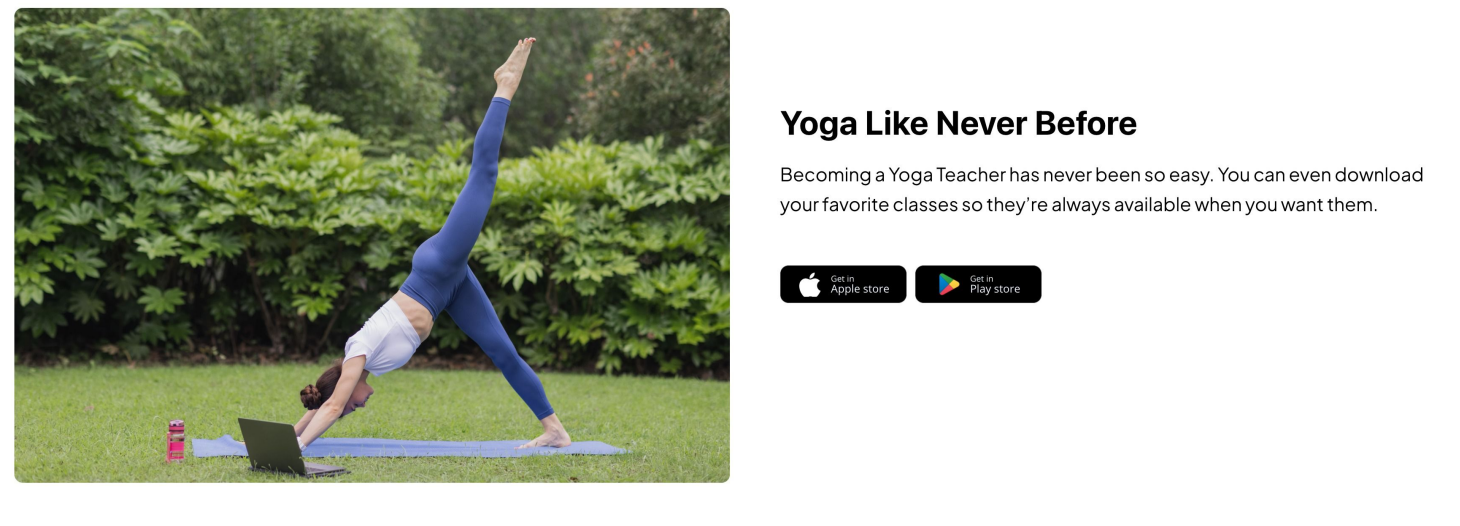 Yoga Like Never Before
Becoming a Yoga Teacher has never been so easy. You can even download
your favorite classes so they’re always available when you want them.
Get in
Apple store
Get in
Play store